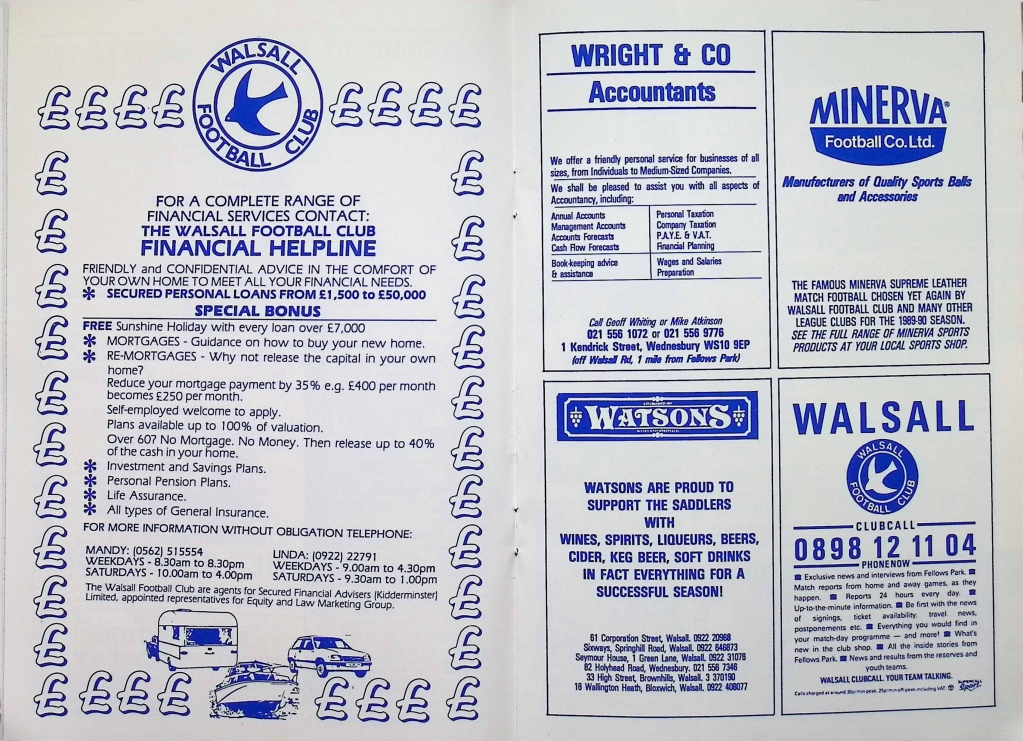 WALSALL
FOOTBALL CLUB
£ £ £ £ £ £ £ £
FOR A COMPLETE RANGE OF
FINANCIAL SERVICES CONTACT:
THE WALSALL FOOTBALL CLUB
FINANCIAL HELPLINE
FRIENDLY and CONFIDENTIAL ADVICE IN THE COMFORT OF
YOUR OWN HOME TO MEET ALL YOUR FINANCIAL NEEDS.
* SECURED PERSONAL LOANS FROM £1,500 to £50,000
SPECIAL BONUS
FREE Sunshine Holiday with every loan over £7,000
* MORTGAGES - Guidance on how to buy your new home.
* RE-MORTGAGES - Why not release the capital in your own
home?
Reduce your mortgage payment by 35% e.g. £400 per month
becomes £250 per month.
Self-employed welcome to apply.
Plans available up to 100% of valuation.
Over 60? No Mortgage. No Money. Then release up to 40%
of the cash in your home.
* Investment and Savings Plans.
* Personal Pension Plans.
* Life Assurance.
* All types of General Insurance.
FOR MORE INFORMATION WITHOUT OBLIGATION TELEPHONE:
MANDY: (0562) 515554
WEEKDAYS - 8.30am to 8.30pm
SATURDAYS - 10.00am to 4.00pm
LINDA: (0922) 22791
WEEKDAYS - 9.00am to 4.30pm
SATURDAYS - 9.30am to 1.00pm
The Walsall Football Club are agents for Secured Financial Advisers (Kidderminster)
Limited, appointed representatives for Equity and Law Marketing Group.
WRIGHT & CO
Accountants
We offer a friendly personal service for businesses of all
sizes, from Individuals to Medium-Sized Companies.
We shall be pleased to assist you with all aspects of
Accountancy, including:
Annual Accounts
Management Accounts
Accounts Forecasts
Cash Flow Forecasts
Personal Taxation
Company Taxation
P.A.Y.E. & V.A.T.
Financial Planning
Book-keeping advice
& assistance
Wages and Salaries
Preparation
Call Geoff Whiting or Mike Atkinson
021 556 1072 or 021 556 9776
1 Kendrick Street, Wednesbury WS10 9EP
(off Walsall Rd, 1 mile from Fellows Park)
MINERVA®
Football Co. Ltd.
Manufacturers of Quality Sports Balls
and Accessories
THE FAMOUS MINERVA SUPREME LEATHER
MATCH FOOTBALL CHOSEN YET AGAIN BY
WALSALL FOOTBALL CLUB AND MANY OTHER
LEAGUE CLUBS FOR THE 1989-90 SEASON.
SEE THE FULL RANGE OF MINERVA SPORTS
PRODUCTS AT YOUR LOCAL SPORTS SHOP.
WATSONS
WATSONS ARE PROUD TO
SUPPORT THE SADDLERS
WITH
WINES, SPIRITS, LIQUEURS, BEERS,
CIDER, KEG BEER, SOFT DRINKS
IN FACT EVERYTHING FOR A
SUCCESSFUL SEASON!
61 Corporation Street, Walsall. 0922 20968
Sixways, Springhill Road, Walsall. 0922 646873
Seymour House, 1 Green Lane, Walsall. 0922 31076
82 Holyhead Road, Wednesbury. 021 556 7346
33 High Street, Brownhills, Walsall. 3 370190
18 Wallington Heath, Bloxwich, Walsall. 0922 408077
WALSALL
WALSALL
FOOTBALL CLUB
CLUBCALL
0898 12 11 04
PHONE NOW
Exclusive news and interviews from Fellows Park.
Match reports from home and away games, as they
happen. Reports 24 hours every day.
Up-to-the-minute information. Be first with the news
of signings, ticket availability, travel news,
postponements etc. Everything you would find in
your match-day programme — and more! What's
new in the club shop. All the inside stories from
Fellows Park. News and results from the reserves and
youth teams.
WALSALL CLUBCALL. YOUR TEAM TALKING.
Calls charged at around 38p/min peak, 25p/min off peak including VAT
SUPERCALL
Sport.